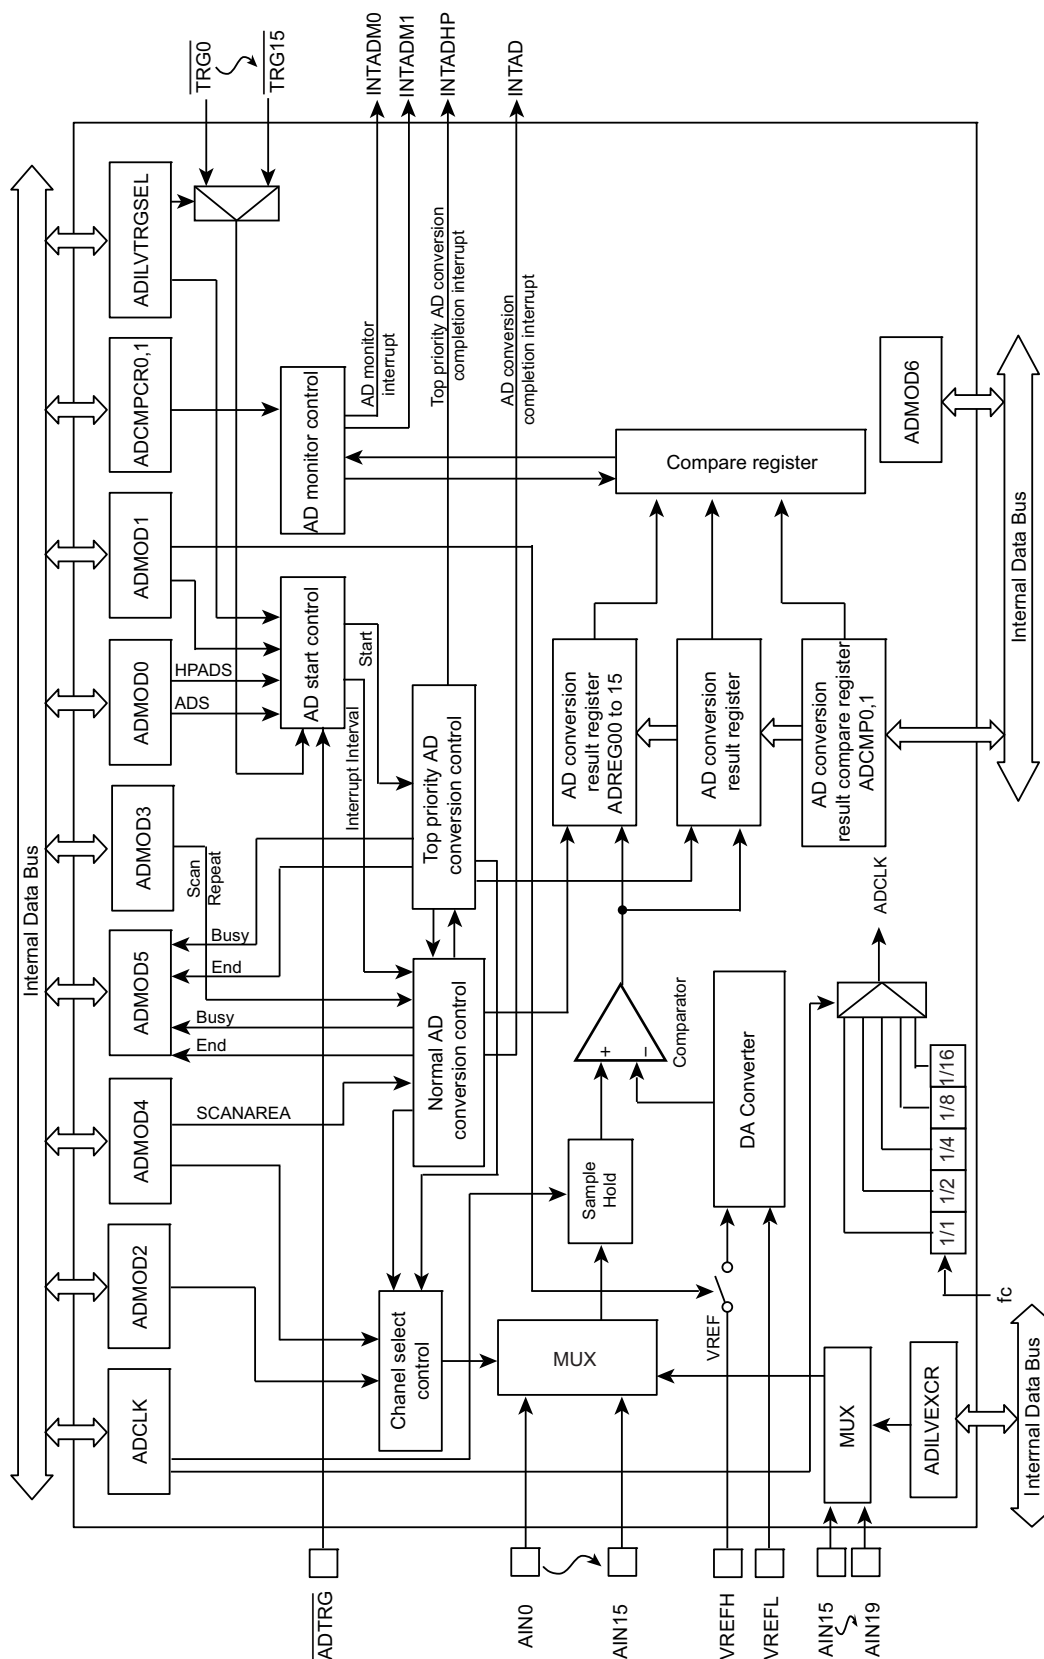 Internal Data Bus
ADCLK
ADMOD2
ADMOD4
ADMOD5
ADMOD3
ADMOD0
ADMOD1
ADCMPCR0,1
ADILVTRGSEL
TRG0
TRG15
SCANAREA
End
Busy
End
Busy
Scan
Repeat
ADS
HPADS
ADTRG
Chanel select
control
Normal AD
conversion control
Top priority AD
conversion control
Interrupt Interval
Start
AD start control
AD monitor control
AD monitor
interrupt
INTADM0
INTADM1
Top priority AD conversion
completion interrupt
INTADHP
AD conversion
completion interrupt
INTAD
AIN0
AIN15
MUX
Sample
Hold
+
–
Comparator
AD conversion
result register
ADREG00 to 15
AD conversion
result register
AD conversion
result compare register
ADCMP0,1
Compare register
VREFH
VREFL
VREF
DA Converter
AIN15
AIN19
MUX
ADILVEXCR
Interrnal Data Bus
fc
1/1
1/2
1/4
1/8
1/16
ADCLK
ADMOD6
Internal Data Bus